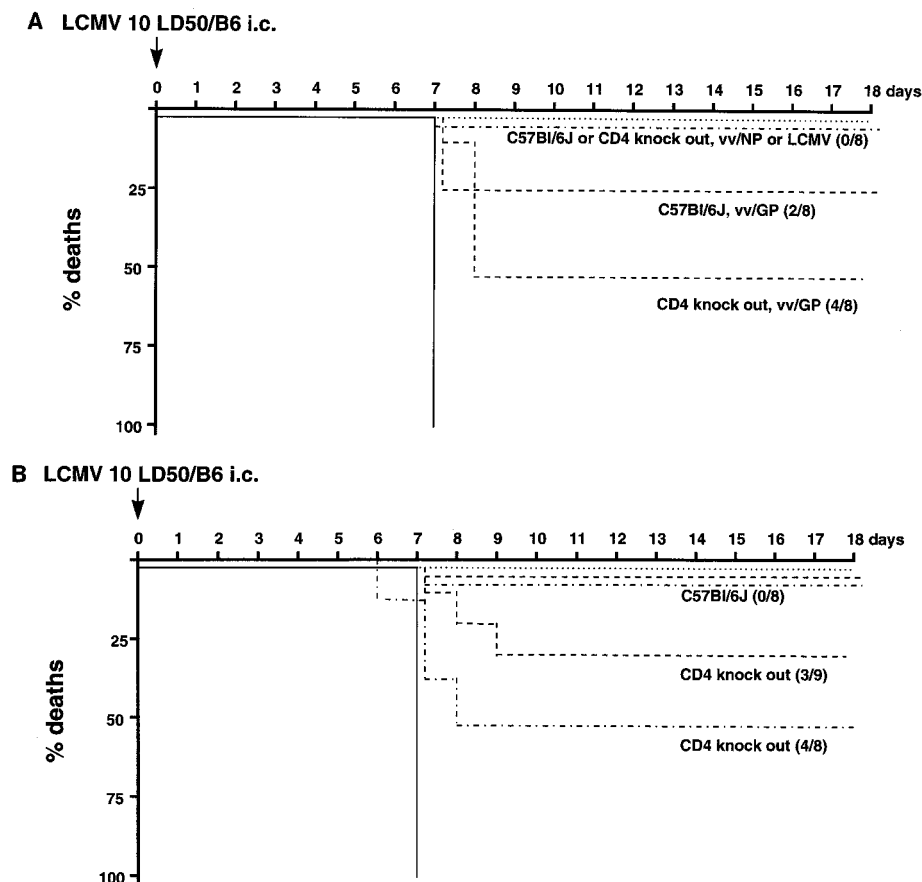 A LCMV 10 LD50/B6 i.c.
0 1 2 3 4 5 6 7 8 9 10 11 12 13 14 15 16 17 18 days
C57Bl/6J or CD4 knock out, vv/NP or LCMV (0/8)
25
C57Bl/6J, vv/GP (2/8)
% deaths
50
CD4 knock out, vv/GP (4/8)
75
100
B LCMV 10 LD50/B6 i.c.
0 1 2 3 4 5 6 7 8 9 10 11 12 13 14 15 16 17 18 days
C57Bl/6J (0/8)
25
CD4 knock out (3/9)
% deaths
50
CD4 knock out (4/8)
75
100